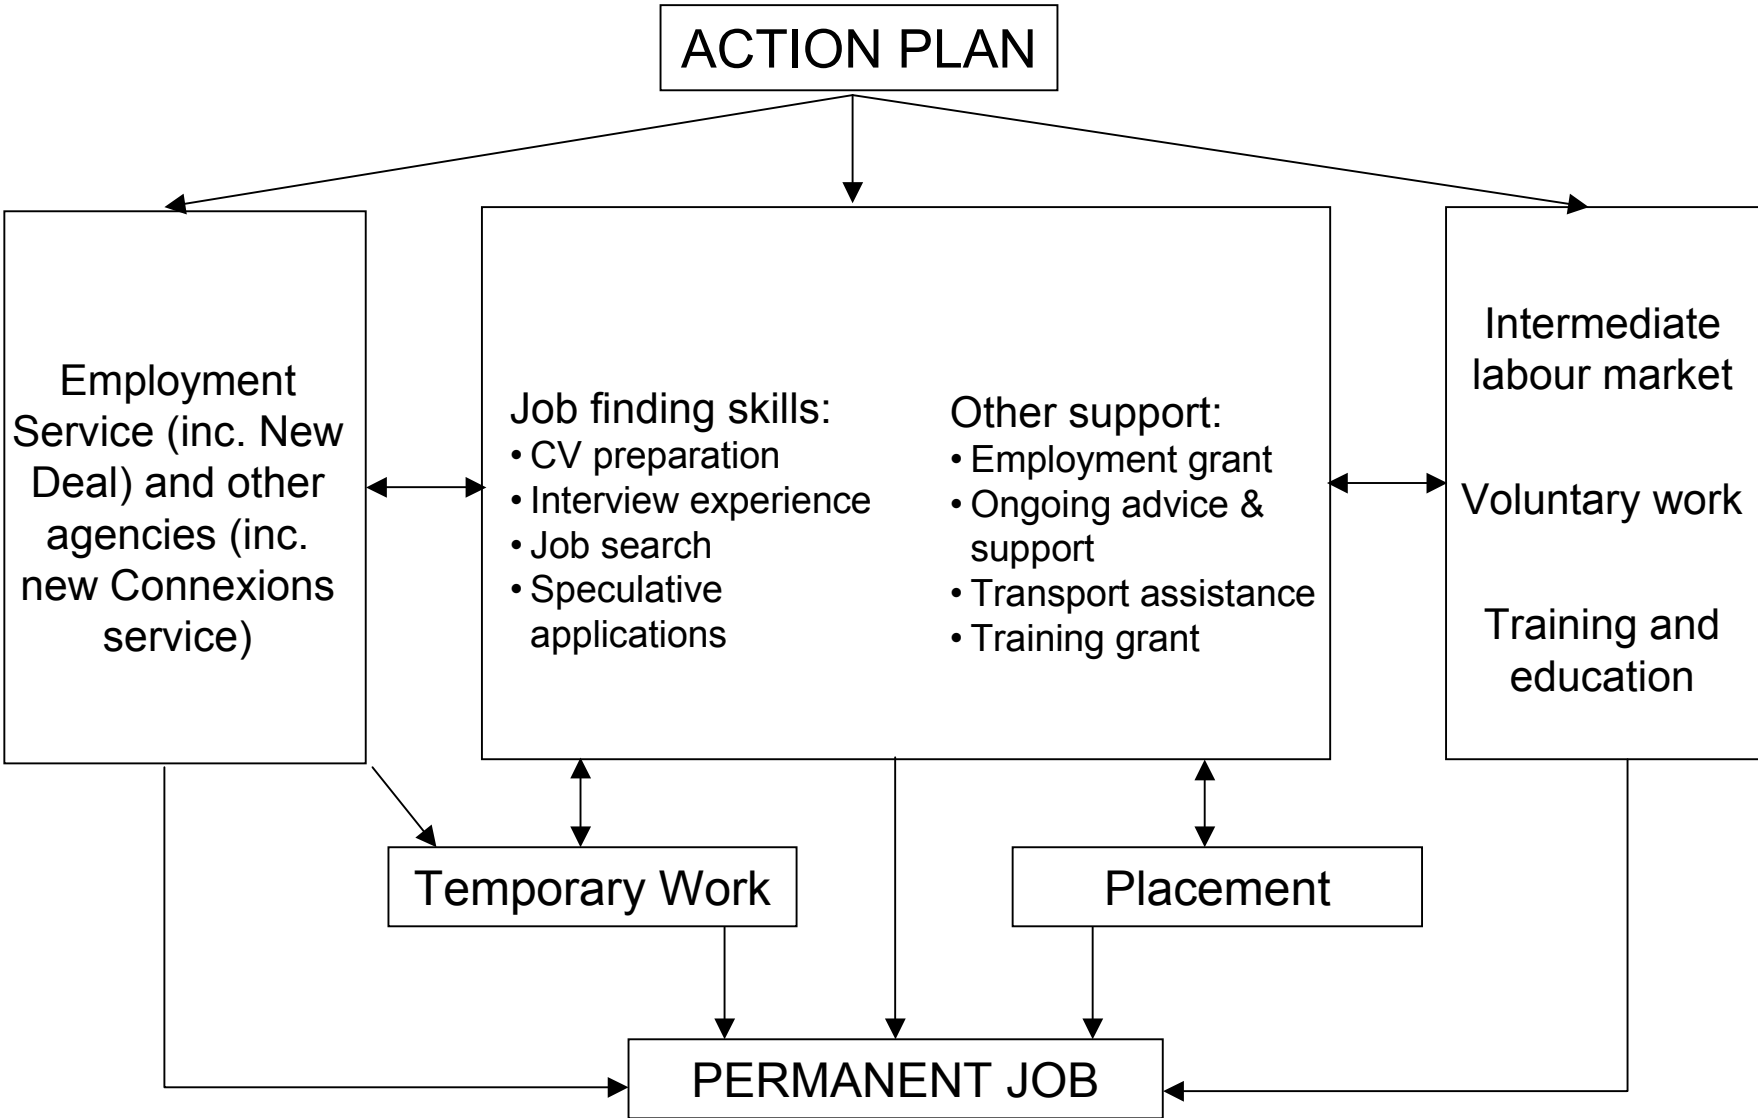 ACTION PLAN
Employment
Service (inc. New
Deal) and other
agencies (inc.
new Connexions
service)
Job finding skills:
• CV preparation
• Interview experience
• Job search
• Speculative
applications
Other support:
• Employment grant
• Ongoing advice &
support
• Transport assistance
• Training grant
Intermediate
labour market
Voluntary work
Training and
education
Temporary Work
Placement
PERMANENT JOB